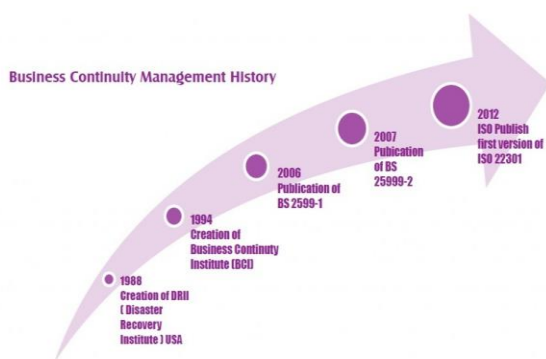 Business Continuity Management History
1988
Creation of DRII
( Disaster
Recovery
Institute ) USA
1994
Creation of
Business Continuty
Institute (BCI)
2006
Publication of
BS 2599-1
2007
Pubication
of BS
25999-2
2012
ISO Publish
first version of
ISO 22301